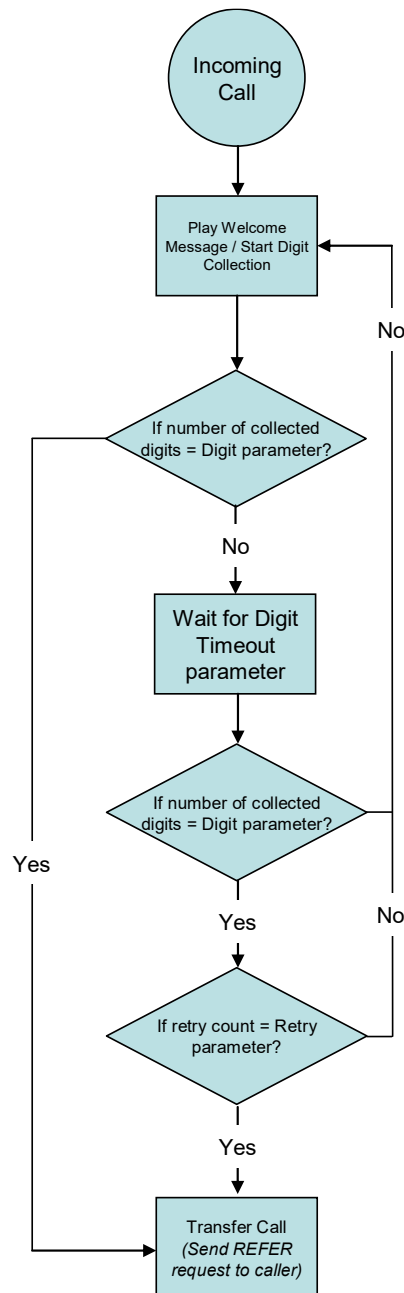 Incoming
Call
Play Welcome
Message / Start Digit
Collection
No
If number of collected
digits = Digit parameter?
No
Wait for Digit
Timeout
parameter
If number of collected
digits = Digit parameter?
Yes
No
Yes
If retry count = Retry
parameter?
Yes
Transfer Call
(Send REFER
request to caller)